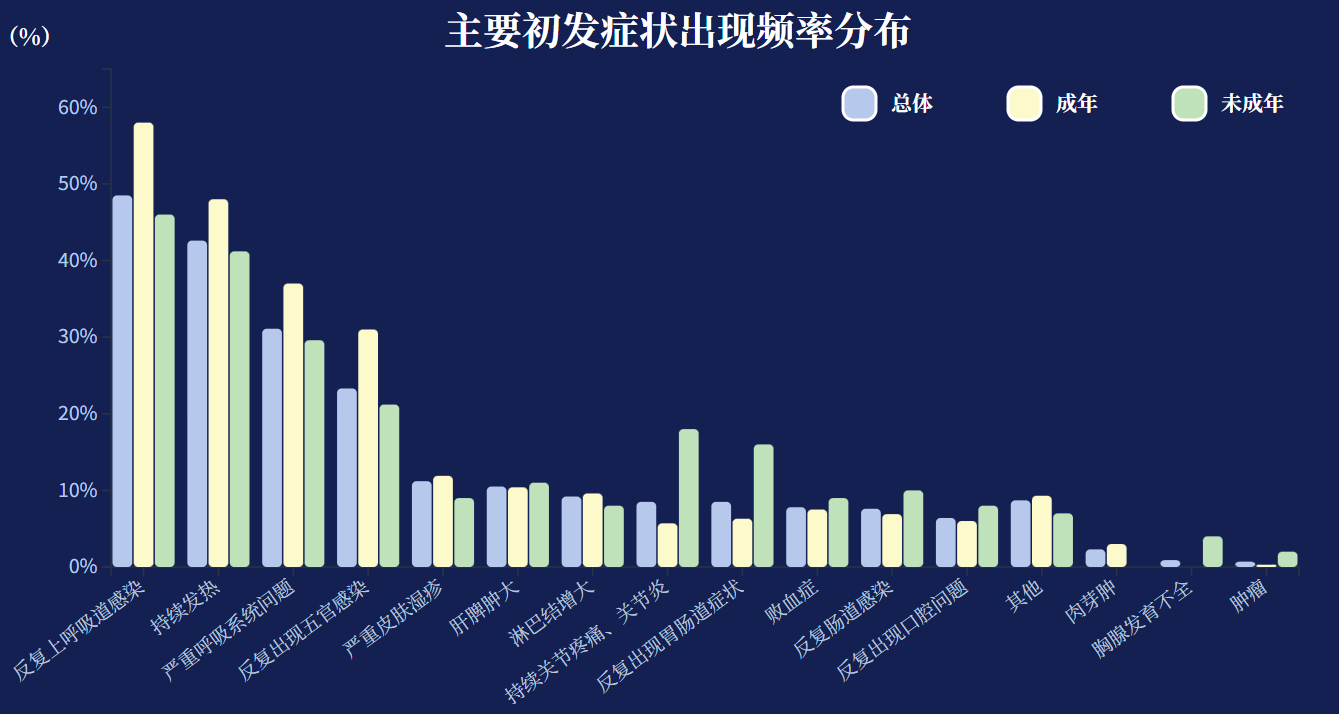 主要初发症状出现频率分布
(%)
总体
成年
未成年
60%
50%
40%
30%
20%
10%
0%
反复上呼吸道感染
持续发热
严重呼吸系统问题
反复出现五官感染
严重皮肤湿疹
肝脾肿大
淋巴结增大
持续关节疼痛、关节炎
反复出现胃肠道症状
败血症
反复肠道感染
反复出现口腔问题
其他
肉芽肿
胸腺发育不全
肿瘤